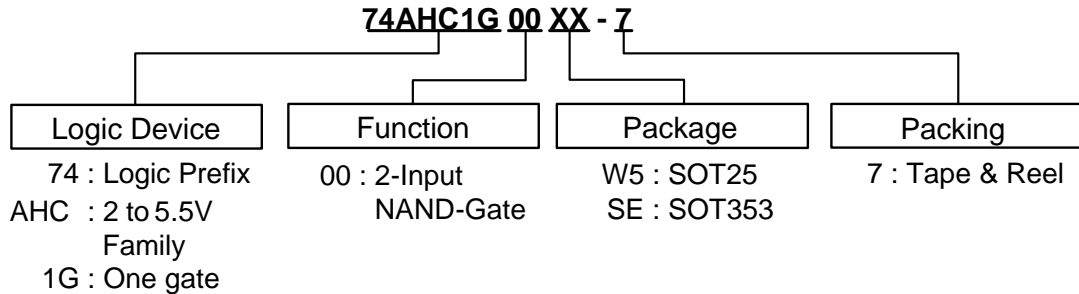 74AHC1G 00 XX - 7
Logic Device
74 : Logic Prefix
AHC : 2 to 5.5V
Family
1G : One gate
Function
00 : 2-Input
NAND-Gate
Package
W5 : SOT25
SE : SOT353
Packing
7 : Tape & Reel